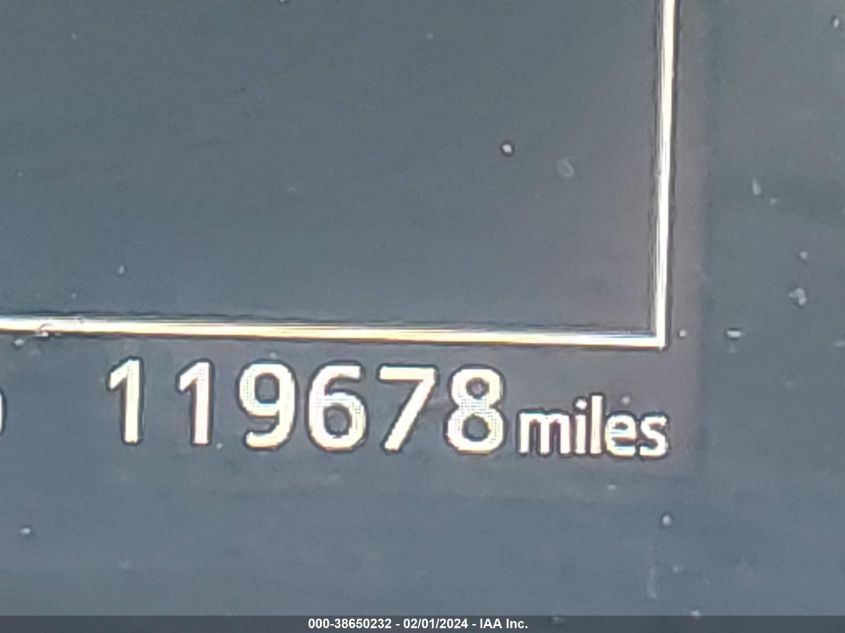 119678 miles
000-38650232 - 02/01/2024 - IAA Inc.